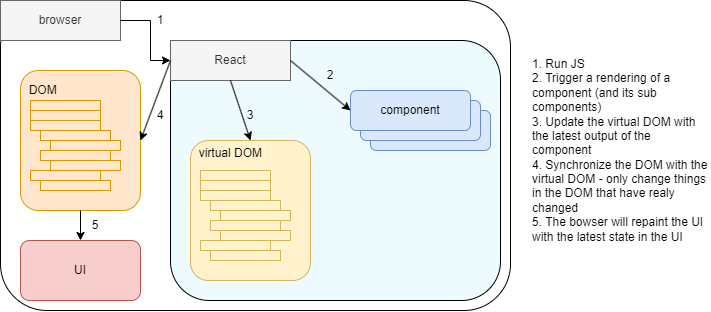 browser
1
React
2
component
DOM
4
3
virtual DOM
5
UI
1. Run JS
2. Trigger a rendering of a
component (and its sub
components)
3. Update the virtual DOM with
the latest output of the
component
4. Synchronize the DOM with the
virtual DOM - only change things
in the DOM that have realy
changed
5. The bowser will repaint the UI
with the latest state in the UI